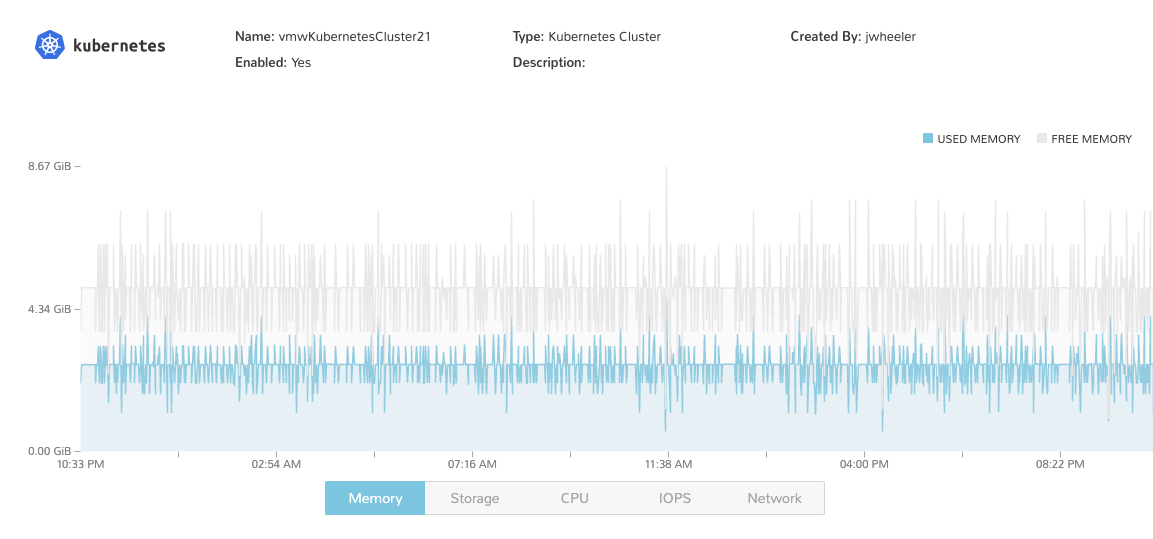 kubernetes
Name: vmwKubernetesCluster21 Type: Kubernetes Cluster Created By: jwheeler
Enabled: Yes Description:
USED MEMORY FREE MEMORY
8.67 GiB
4.34 GiB
0.00 GiB
10:33 PM 02:54 AM 07:16 AM 11:38 AM 04:00 PM 08:22 PM
Memory Storage CPU IOPS Network